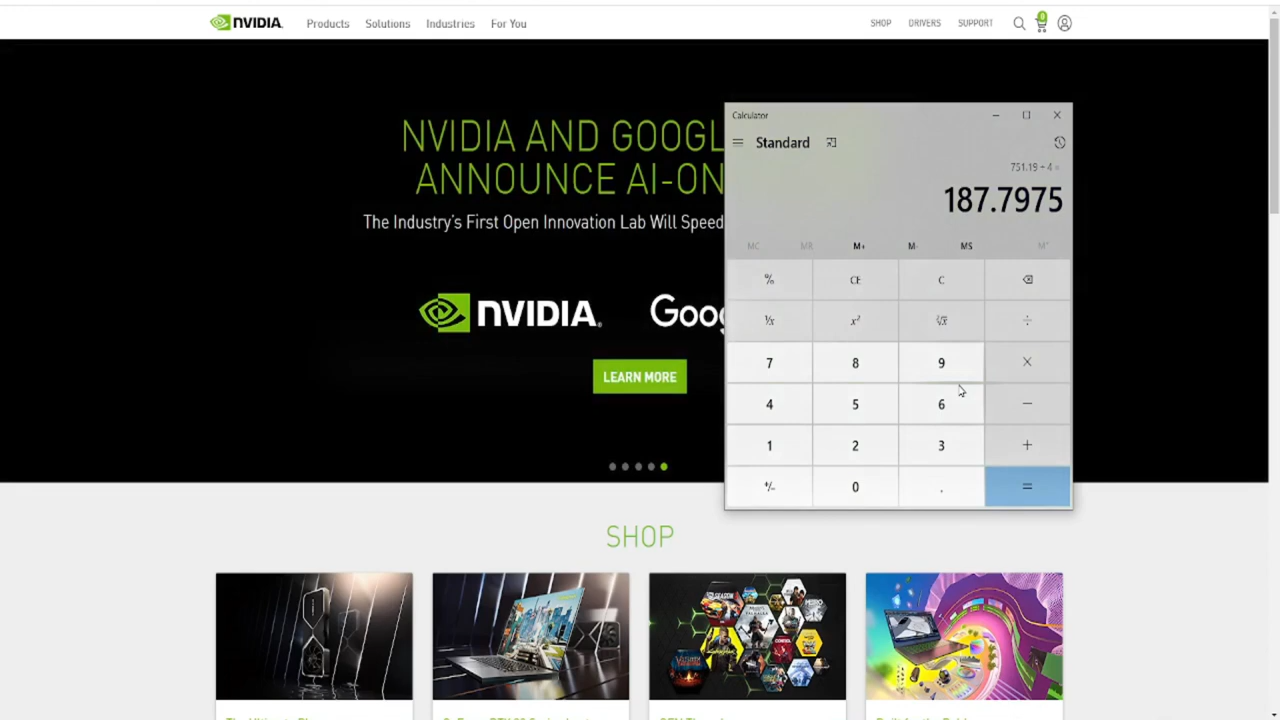 NVIDIA. Products Solutions Industries For You SHOP DRIVERS SUPPORT 0
NVIDIA AND GOOGL
ANNOUNCE AI-ON
The Industry's First Open Innovation Lab Will Speed
NVIDIA. Goo
LEARN MORE
Calculator
Standard
751.19 ÷ 4 =
187.7975
MC MR M+ M- MS M˅
% CE C
¹/x x² ²√x ÷
7 8 9 ×
4 5 6 −
1 2 3 +
+/− 0 . =
SHOP